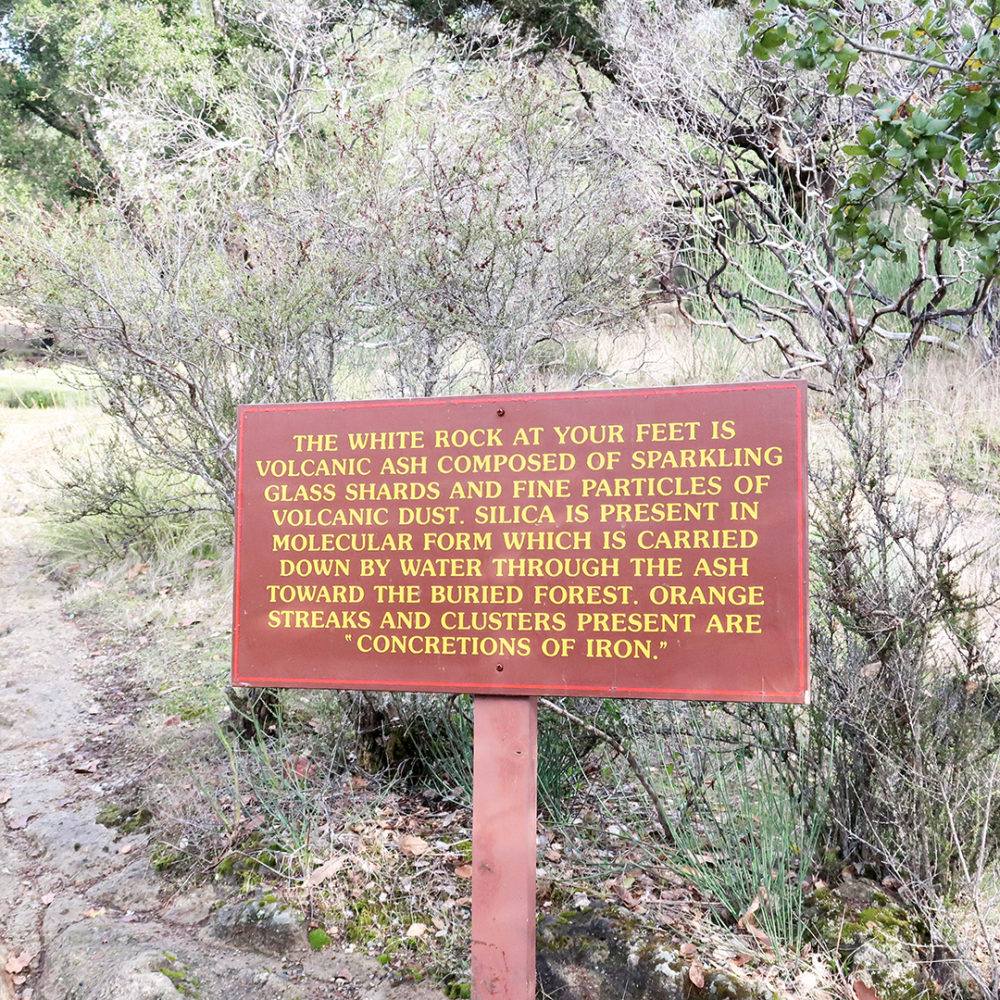 THE WHITE ROCK AT YOUR FEET IS
VOLCANIC ASH COMPOSED OF SPARKLING
GLASS SHARDS AND FINE PARTICLES OF
VOLCANIC DUST. SILICA IS PRESENT IN
MOLECULAR FORM WHICH IS CARRIED
DOWN BY WATER THROUGH THE ASH
TOWARD THE BURIED FOREST. ORANGE
STREAKS AND CLUSTERS PRESENT ARE
"CONCRETIONS OF IRON."